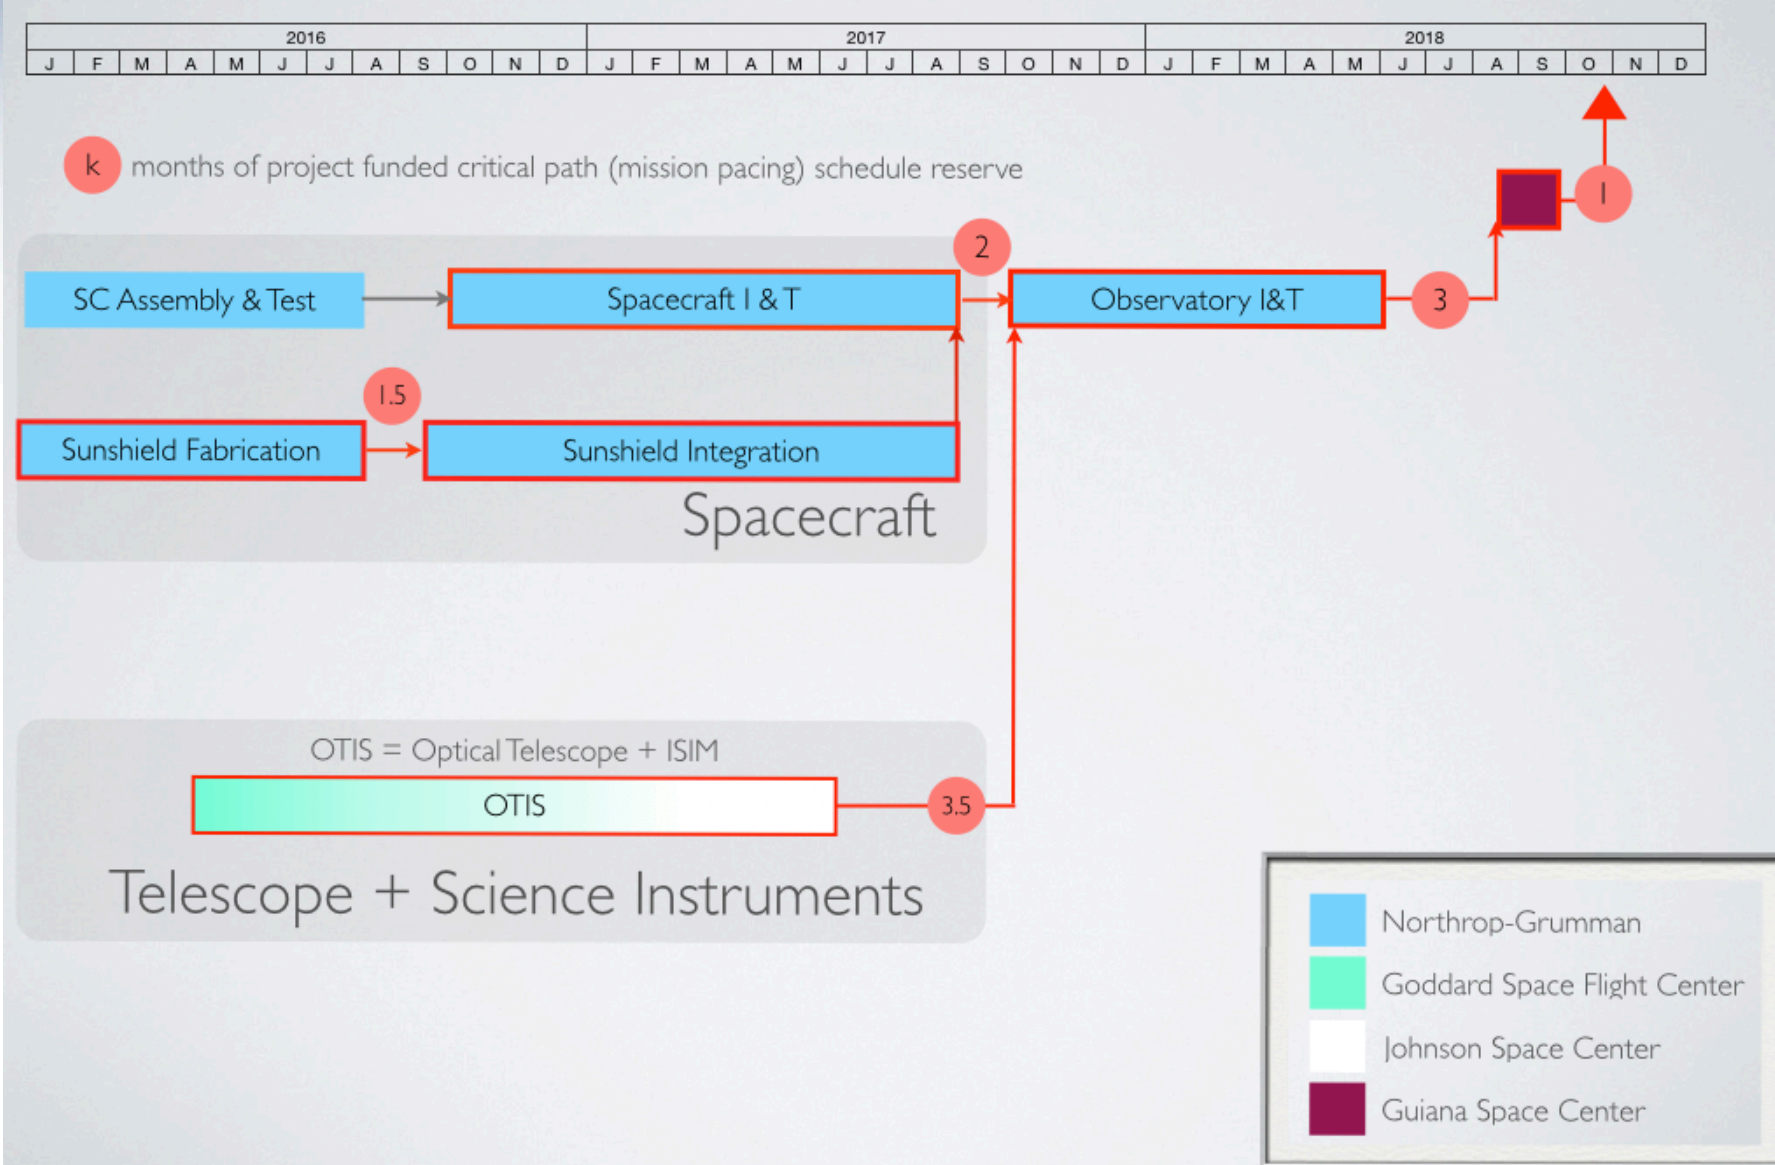 2016 2017 2018
J F M A M J J A S O N D J F M A M J J A S O N D J F M A M J J A S O N D
k months of project funded critical path (mission pacing) schedule reserve
1
2
SC Assembly & Test Spacecraft I & T Observatory I&T 3
1.5
Sunshield Fabrication Sunshield Integration
Spacecraft
OTIS = Optical Telescope + ISIM
OTIS 3.5
Telescope + Science Instruments
Northrop-Grumman
Goddard Space Flight Center
Johnson Space Center
Guiana Space Center